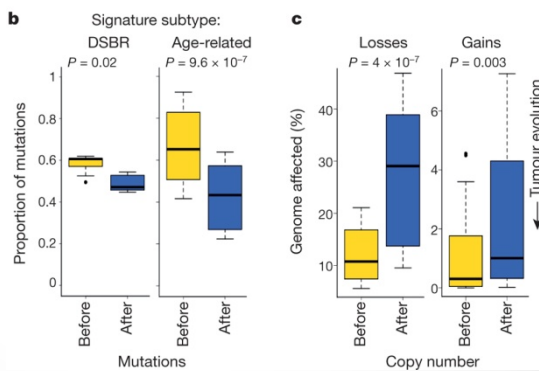 b
Signature subtype:
DSBR
Age-related
P = 0.02
P = 9.6 × 10⁻⁷
Proportion of mutations
1
0.8
0.6
0.4
0.2
0
Before
After
Before
After
Mutations
c
Losses
Gains
P = 4 × 10⁻⁷
P = 0.003
Genome affected (%)
40
30
20
10
6
4
2
0
Before
After
Before
After
Copy number
Tumour evolution